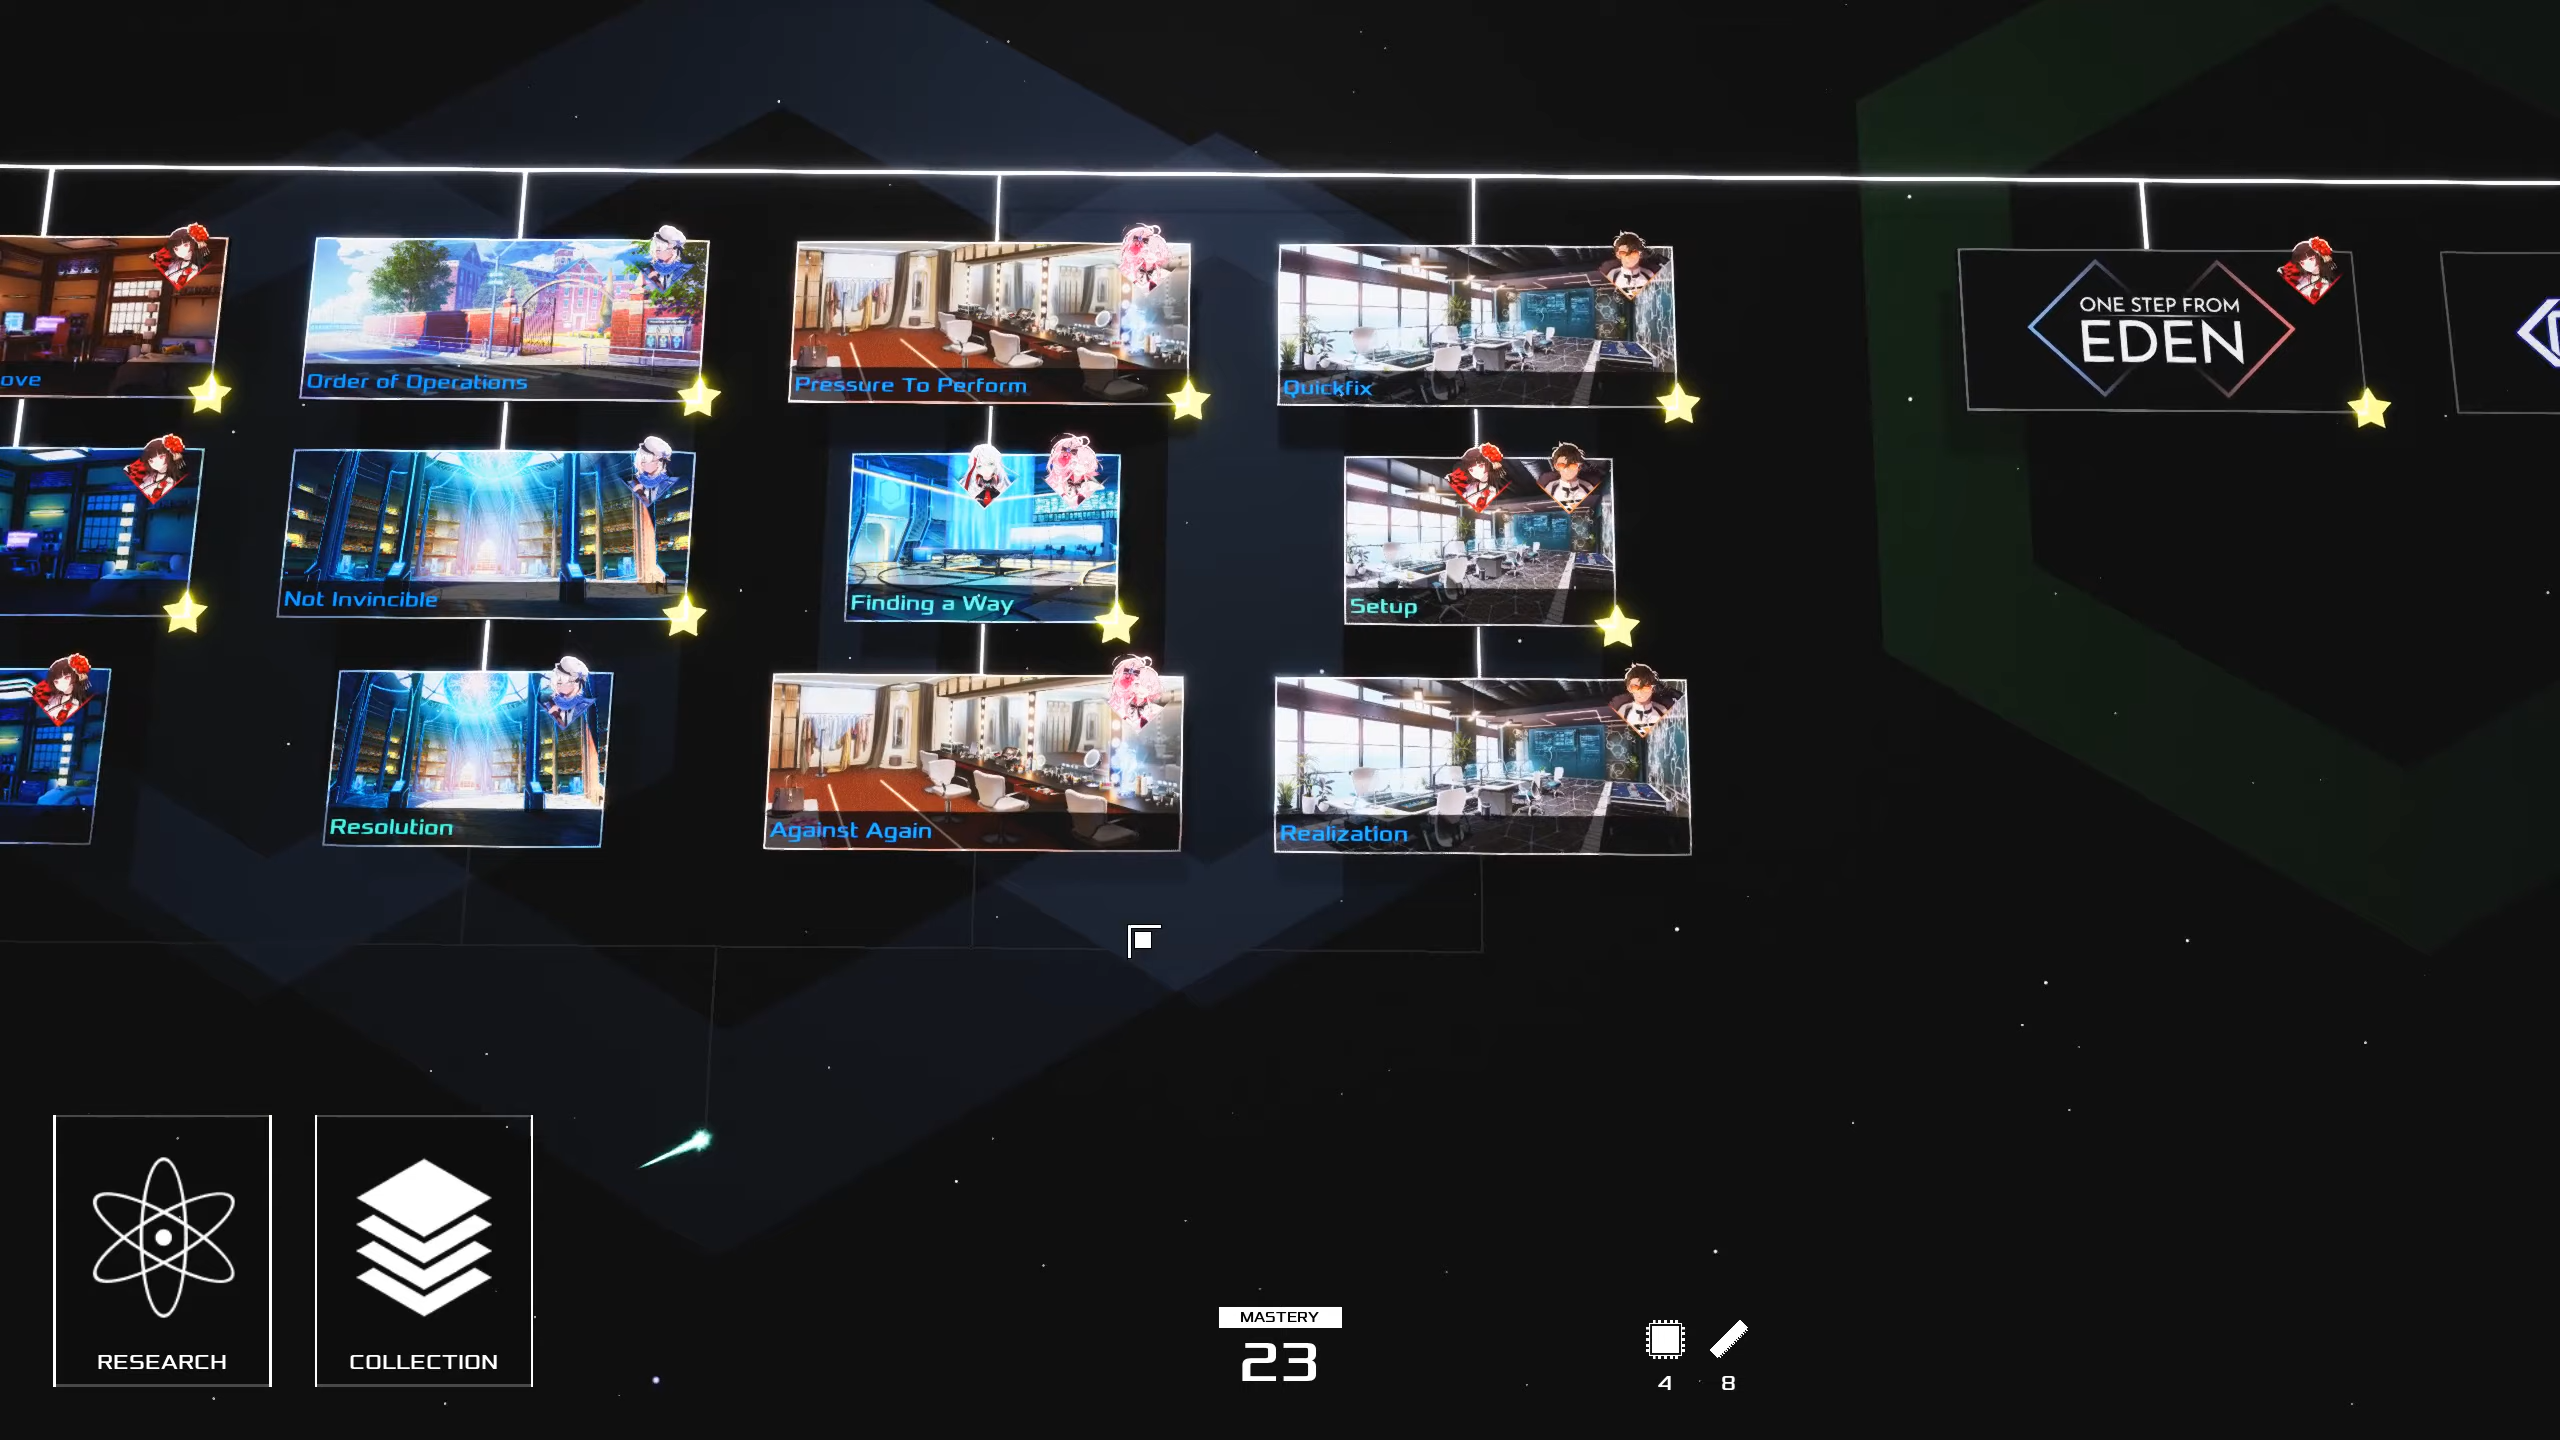 ove
Order of Operations
Pressure To Perform
Quickfix
ONE STEP FROM
EDEN
Not Invincible
Finding a Way
Setup
Resolution
Against Again
Realization
RESEARCH
COLLECTION
MASTERY
23
4
8